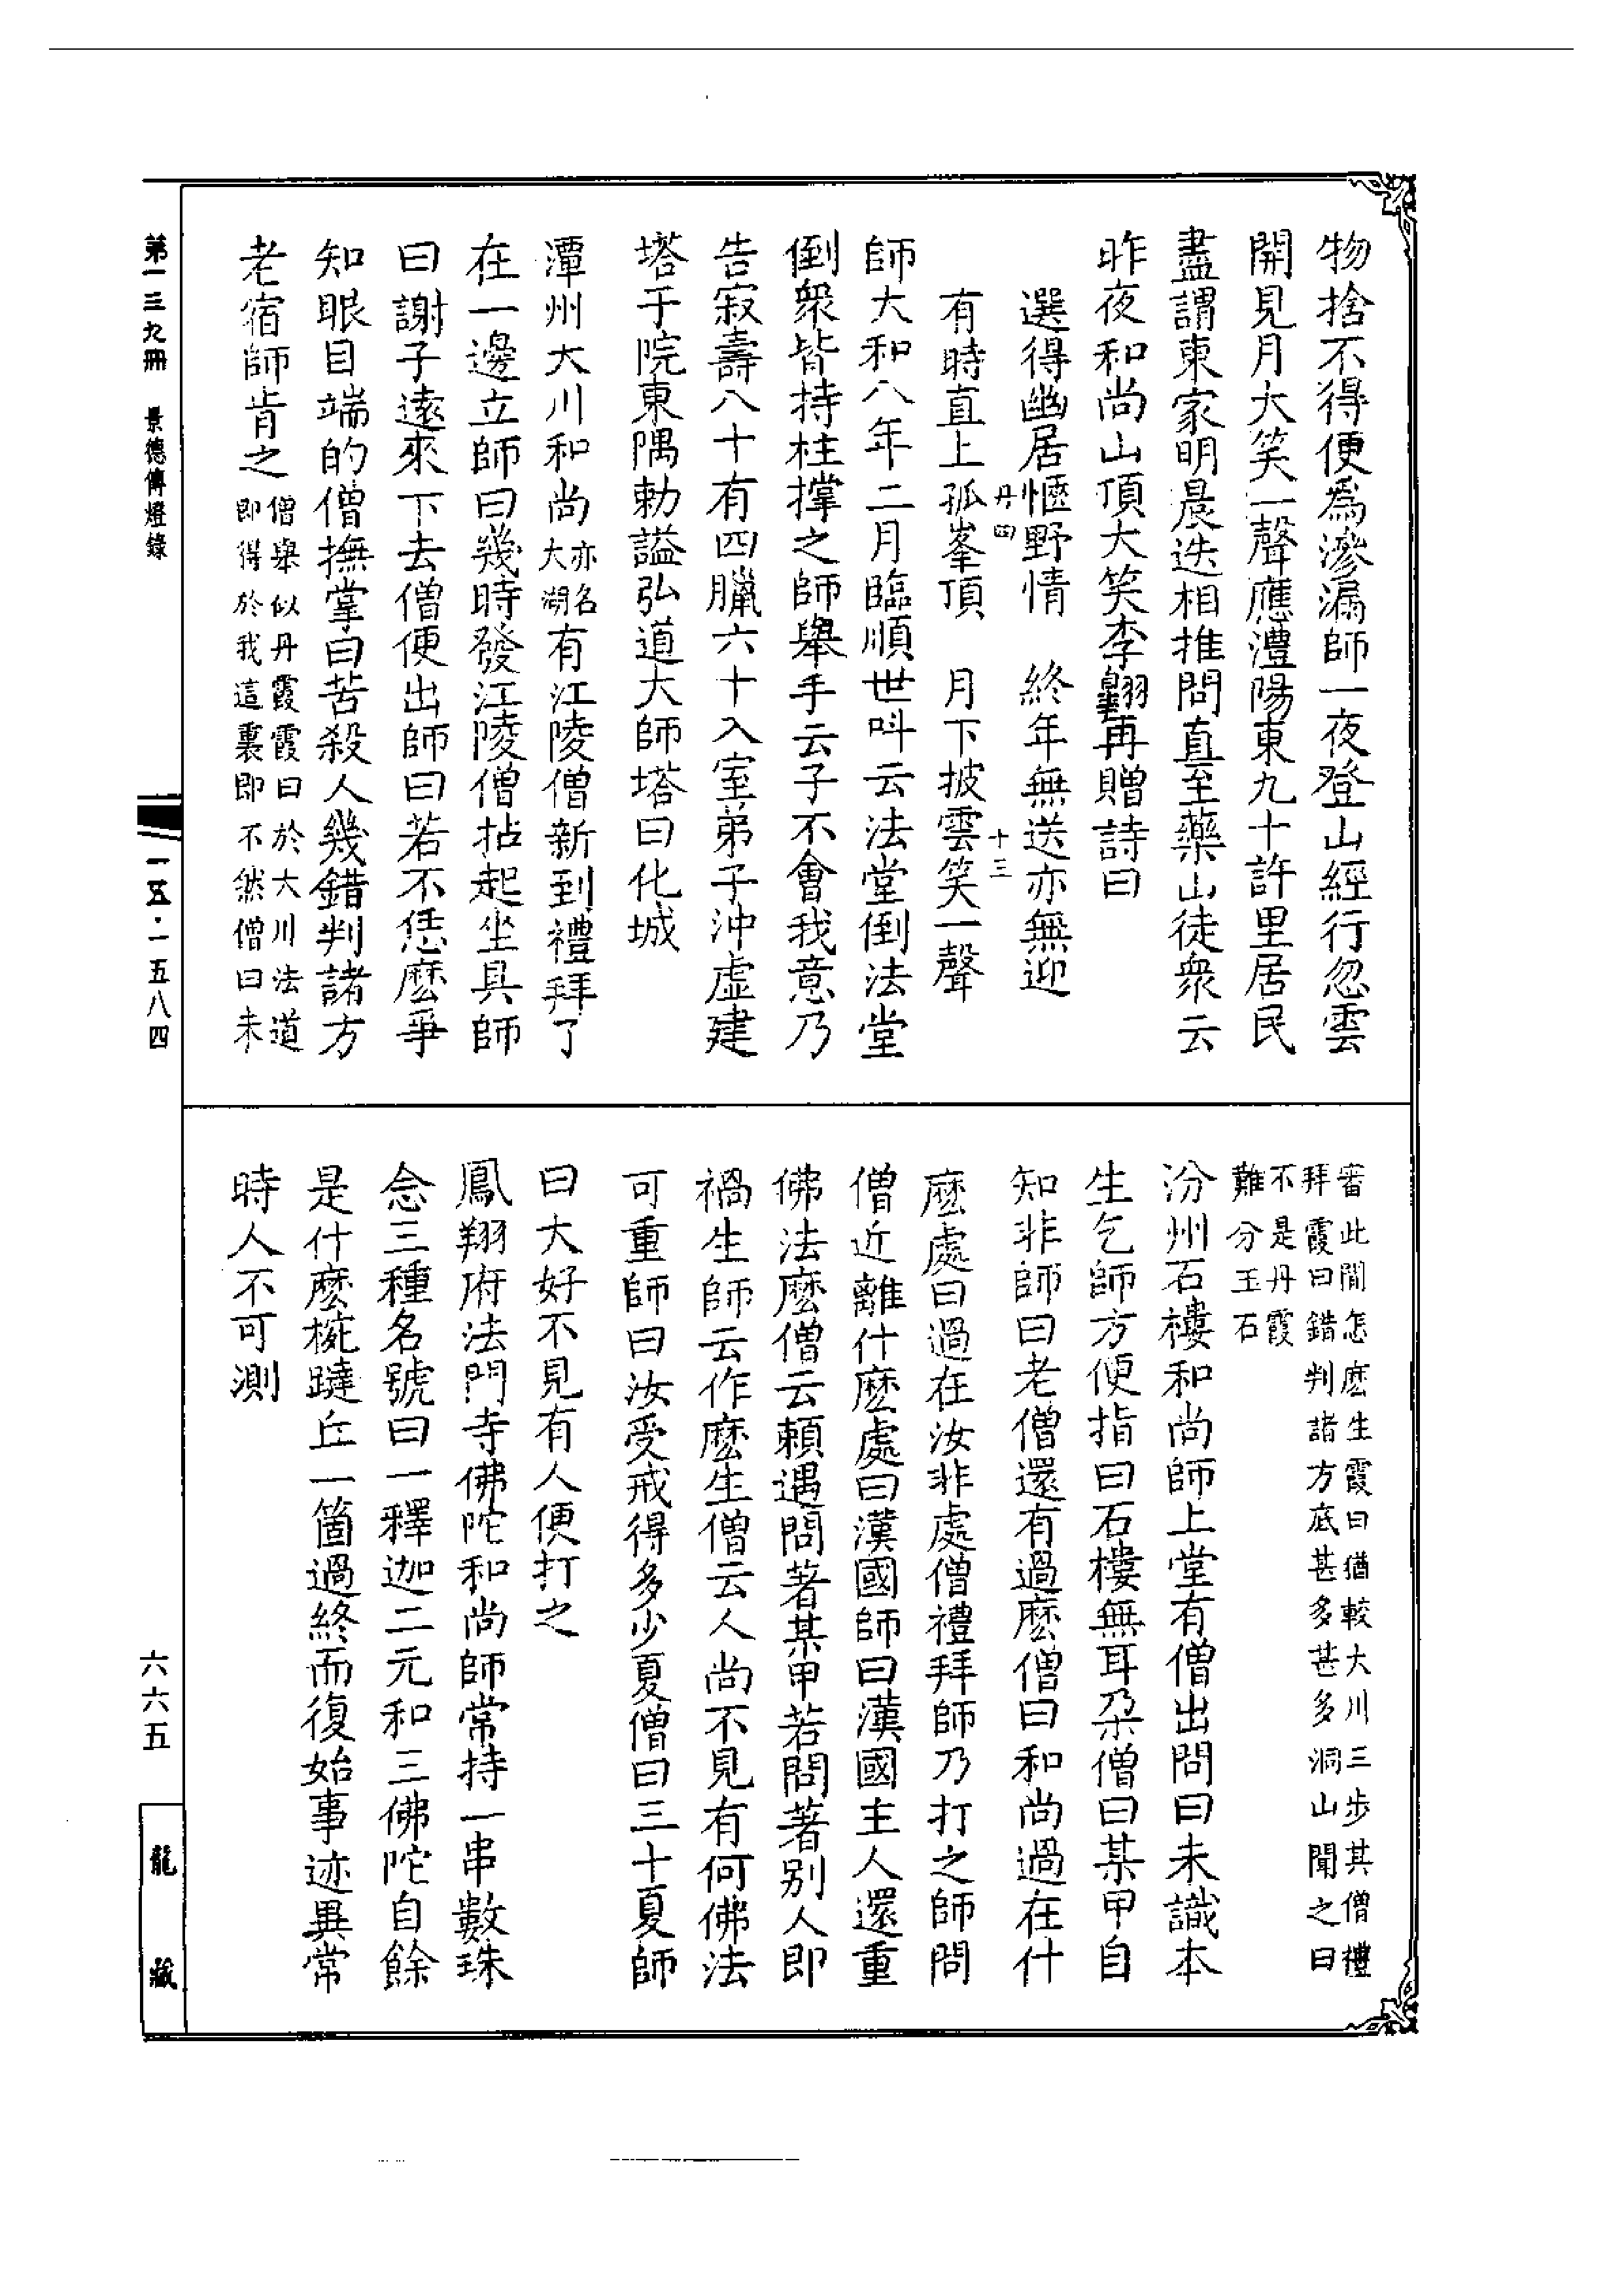 物捨不得便爲滲漏師一夜登山經行忽雲
開見月大笑一聲應澧陽東九十許里居民
盡謂東家明晨迭相推問直至藥山徒衆云
昨夜和尚山頂大笑李翱再贈詩曰
選得幽居愜野情　終年無送亦無迎
丹四　十三
有時直上孤峯頂　月下披雲笑一聲
師大和八年二月臨順世叫云法堂倒法堂
倒衆皆持柱撑之師舉手云子不會我意乃
告寂壽八十有四臘六十入室弟子沖虛建
塔于院東隅勅謚弘道大師塔曰化城
潭州大川和尚亦名大湖有江陵僧新到禮拜了
在一邊立師曰幾時發江陵僧拈起坐具師
曰謝子遠來下去僧便出師曰若不恁麽爭
知眼目端的僧撫掌曰苦殺人幾錯判諸方
老宿師肯之僧舉似丹霞霞曰於大川法道即得於我這裏即不然僧曰未
第一三九冊　景德傳燈錄
一五·一五八四
審此間怎麽生霞曰猶較大川三步其僧禮
拜霞曰錯判諸方底甚多甚多洞山聞之曰
不是丹霞
難分玉石
汾州石樓和尚師上堂有僧出問曰未識本
生乞師方便指曰石樓無耳朶僧曰某甲自
知非師曰老僧還有過麽僧曰和尚過在什
麽處曰過在汝非處僧禮拜師乃打之師問
僧近離什麽處曰漢國師曰漢國主人還重
佛法麽僧云賴遇問著某甲若問著別人即
禍生師云作麽生僧云人尚不見有何佛法
可重師曰汝受戒得多少夏僧曰三十夏師
曰大好不見有人便打之
鳳翔府法門寺佛陀和尚師常持一串數珠
念三種名號曰一釋迦二元和三佛陀自餘
是什麽椀躂丘一箇過終而復始事迹異常
時人不可測
六六五
龍藏